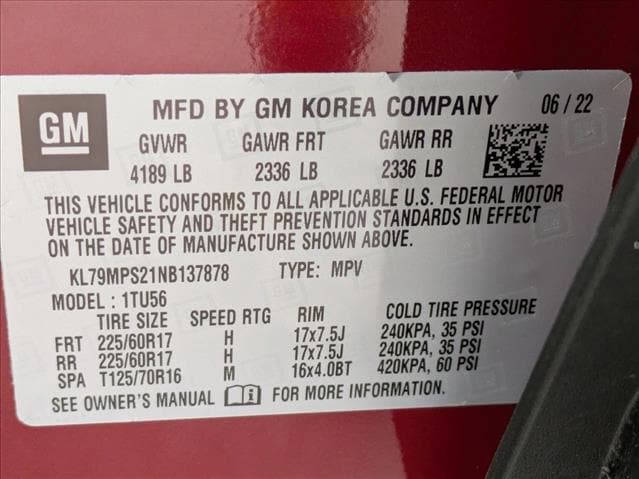 GM
MFD BY GM KOREA COMPANY 06 / 22
GVWR GAWR FRT GAWR RR
4189 LB 2336 LB 2336 LB
THIS VEHICLE CONFORMS TO ALL APPLICABLE U.S. FEDERAL MOTOR
VEHICLE SAFETY AND THEFT PREVENTION STANDARDS IN EFFECT
ON THE DATE OF MANUFACTURE SHOWN ABOVE.
KL79MPS21NB137878 TYPE: MPV
MODEL : 1TU56
TIRE SIZE SPEED RTG RIM COLD TIRE PRESSURE
FRT 225/60R17 H 17x7.5J 240KPA, 35 PSI
RR 225/60R17 H 17x7.5J 240KPA, 35 PSI
SPA T125/70R16 M 16x4.0BT 420KPA, 60 PSI
SEE OWNER'S MANUAL FOR MORE INFORMATION.